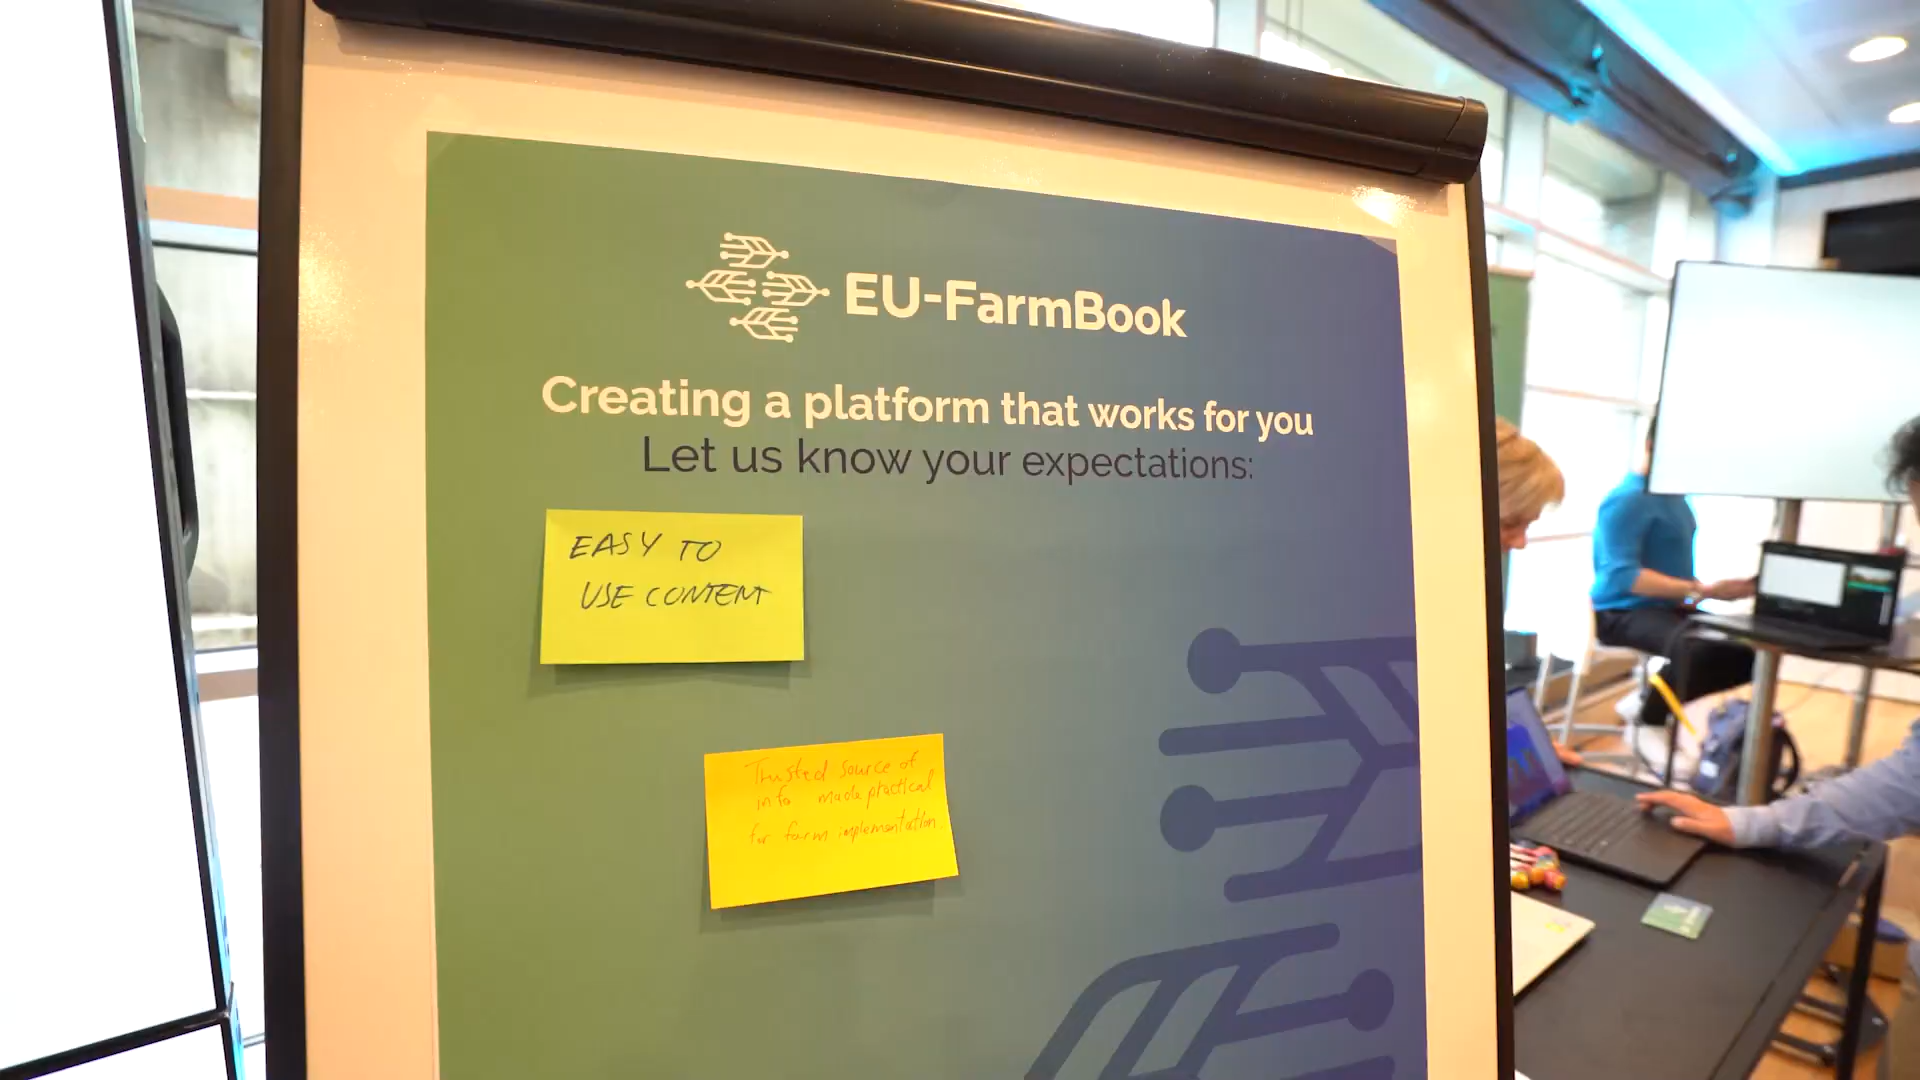 EU-FarmBook
Creating a platform that works for you
Let us know your expectations:
EASY TO
USE CONTENT
Trusted source of
info made practical
for farm implementation.